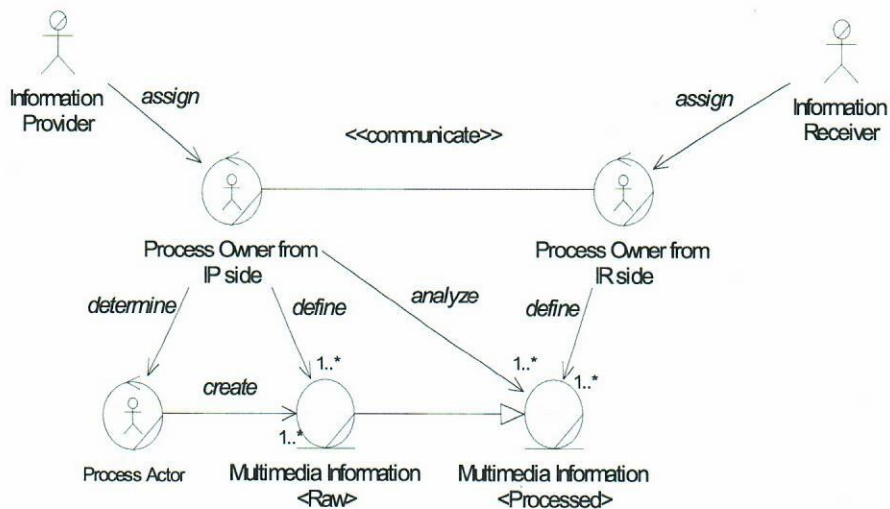 Information
Provider
assign
<<communicate>>
assign
Information
Receiver
Process Owner from
IP side
Process Owner from
IR side
determine
define
analyze
define
1..*
1..*
1..*
create
1..*
Process Actor
Multimedia Information
<Raw>
Multimedia Information
<Processed>